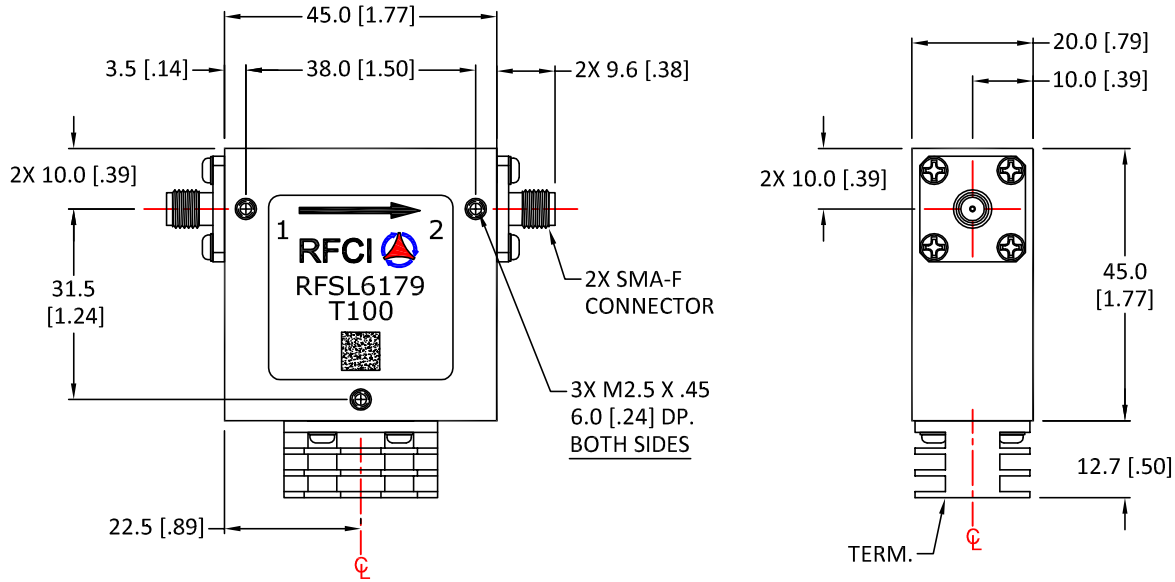 45.0 [1.77]
3.5 [.14]
38.0 [1.50]
2X 9.6 [.38]
2X 10.0 [.39]
1
2
RFCI
RFSL6179
T100
31.5
[1.24]
2X SMA-F
CONNECTOR
3X M2.5 X .45
6.0 [.24] DP.
BOTH SIDES
22.5 [.89]
CL
20.0 [.79]
10.0 [.39]
2X 10.0 [.39]
45.0
[1.77]
12.7 [.50]
TERM.
CL